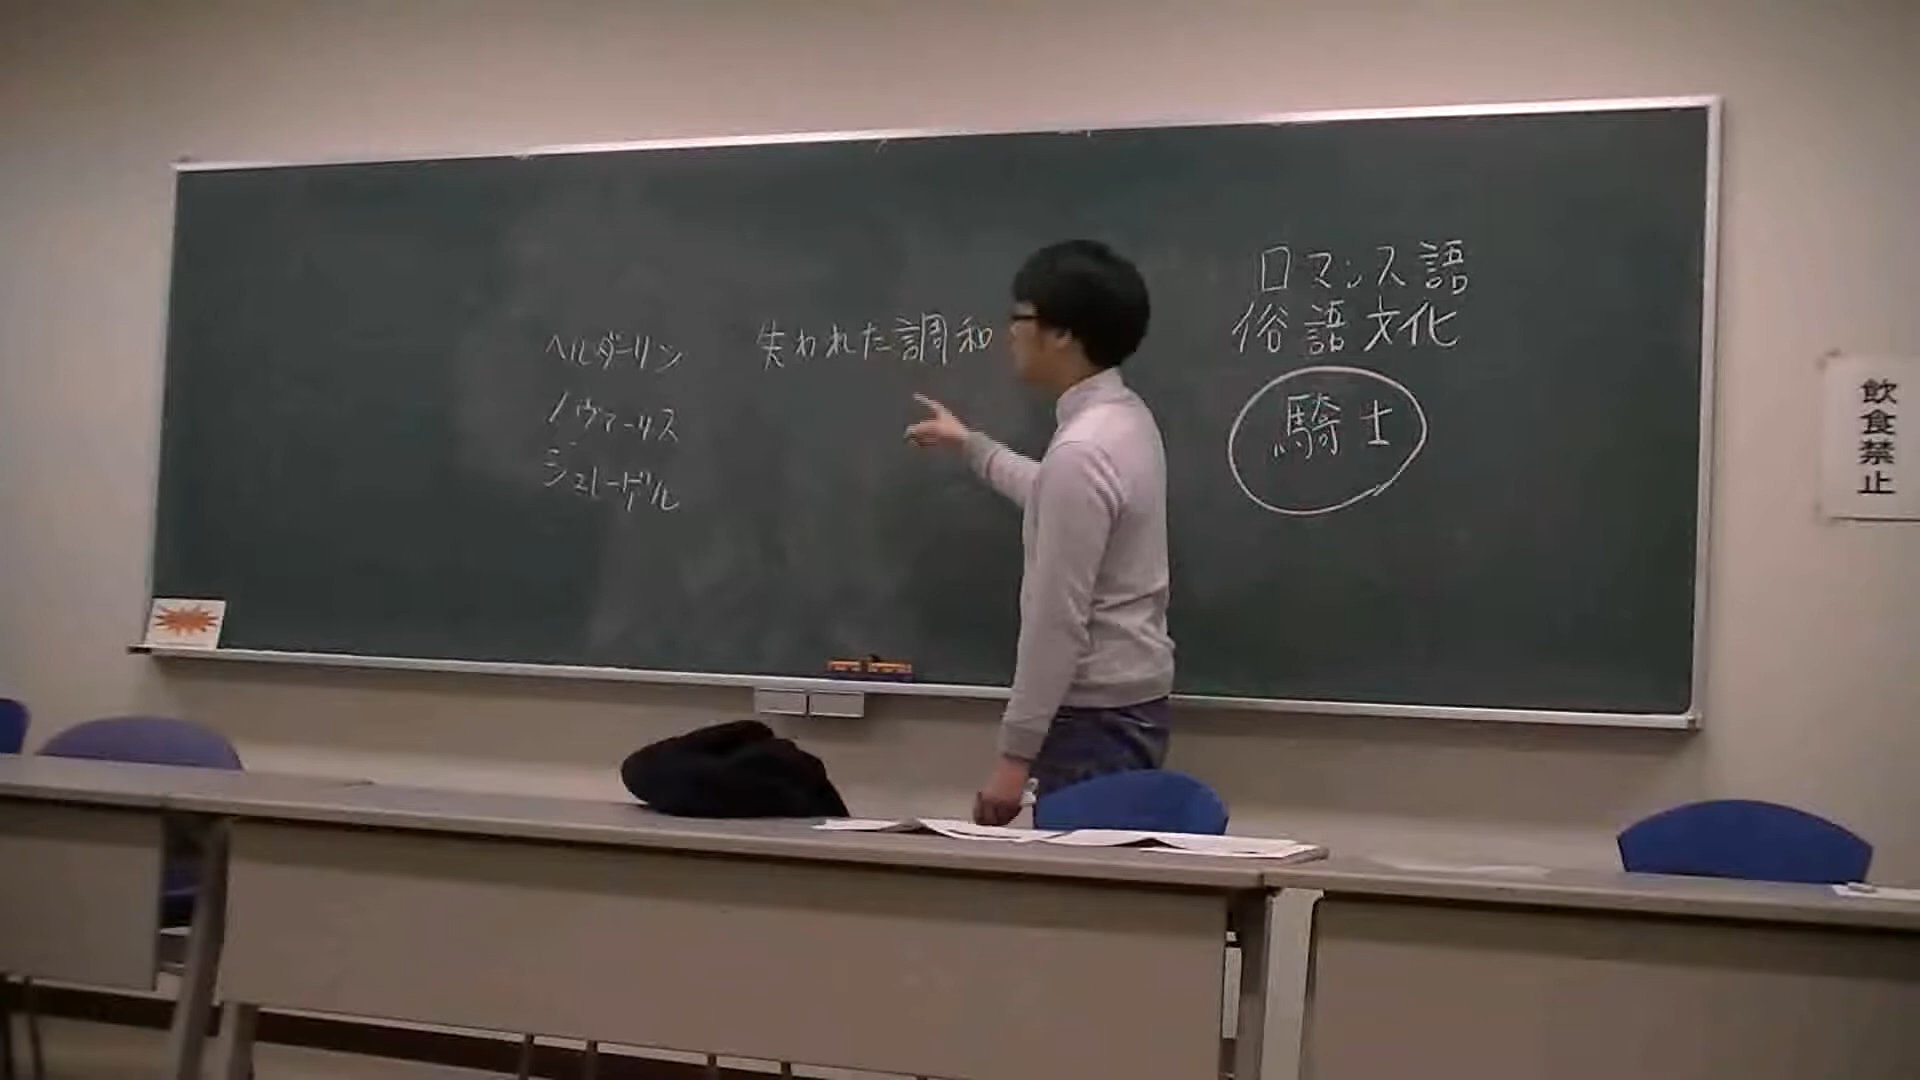 ヘルダーリン
ノヴァーリス
シュレーゲル
失われた調和
ロマンス語
俗語文化
騎士
飲食禁止